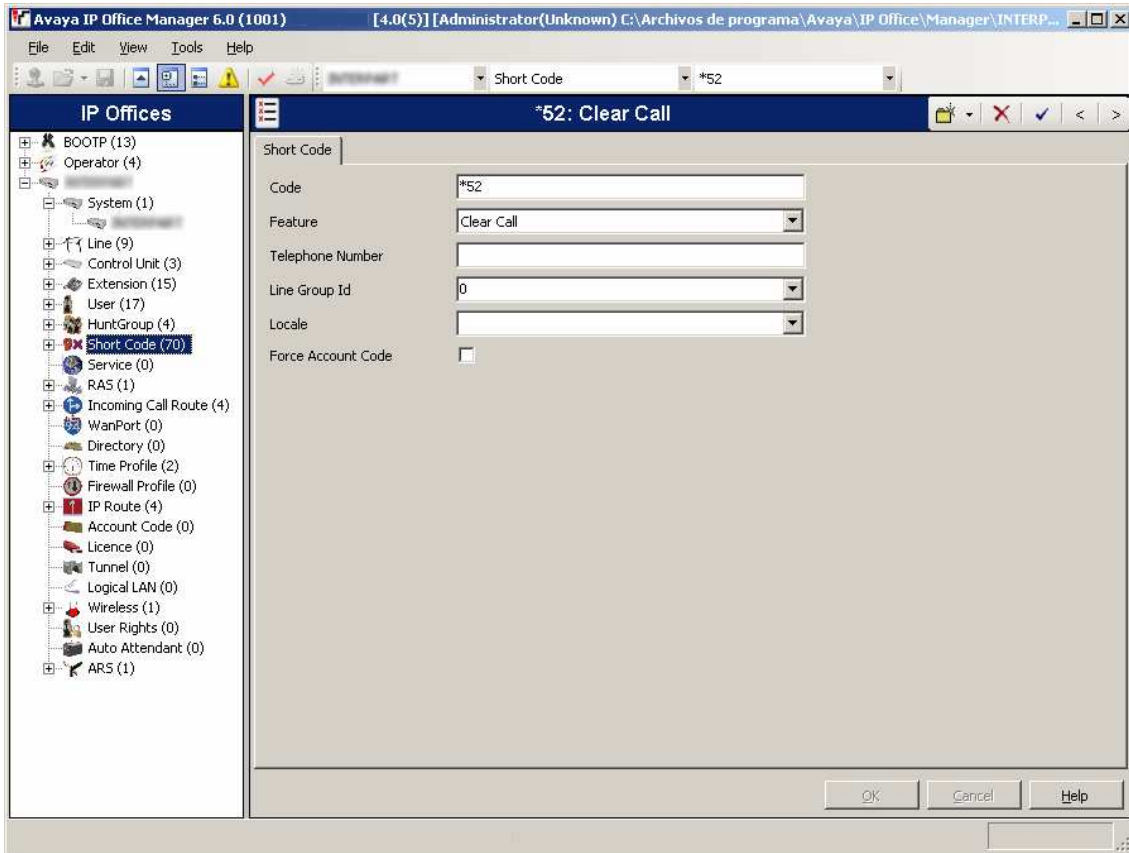 Avaya IP Office Manager 6.0 (1001) [4.0(5)] [Administrator(Unknown) C:\Archivos de programa\Avaya\IP Office\Manager\INTERP...
File Edit View Tools Help
Short Code *52
IP Offices
*52: Clear Call
BOOTP (13)
Operator (4)
System (1)
Line (9)
Control Unit (3)
Extension (15)
User (17)
HuntGroup (4)
Short Code (70)
Service (0)
RAS (1)
Incoming Call Route (4)
WanPort (0)
Directory (0)
Time Profile (2)
Firewall Profile (0)
IP Route (4)
Account Code (0)
Licence (0)
Tunnel (0)
Logical LAN (0)
Wireless (1)
User Rights (0)
Auto Attendant (0)
ARS (1)
Short Code
Code *52
Feature Clear Call
Telephone Number
Line Group Id 0
Locale
Force Account Code
OK Cancel Help